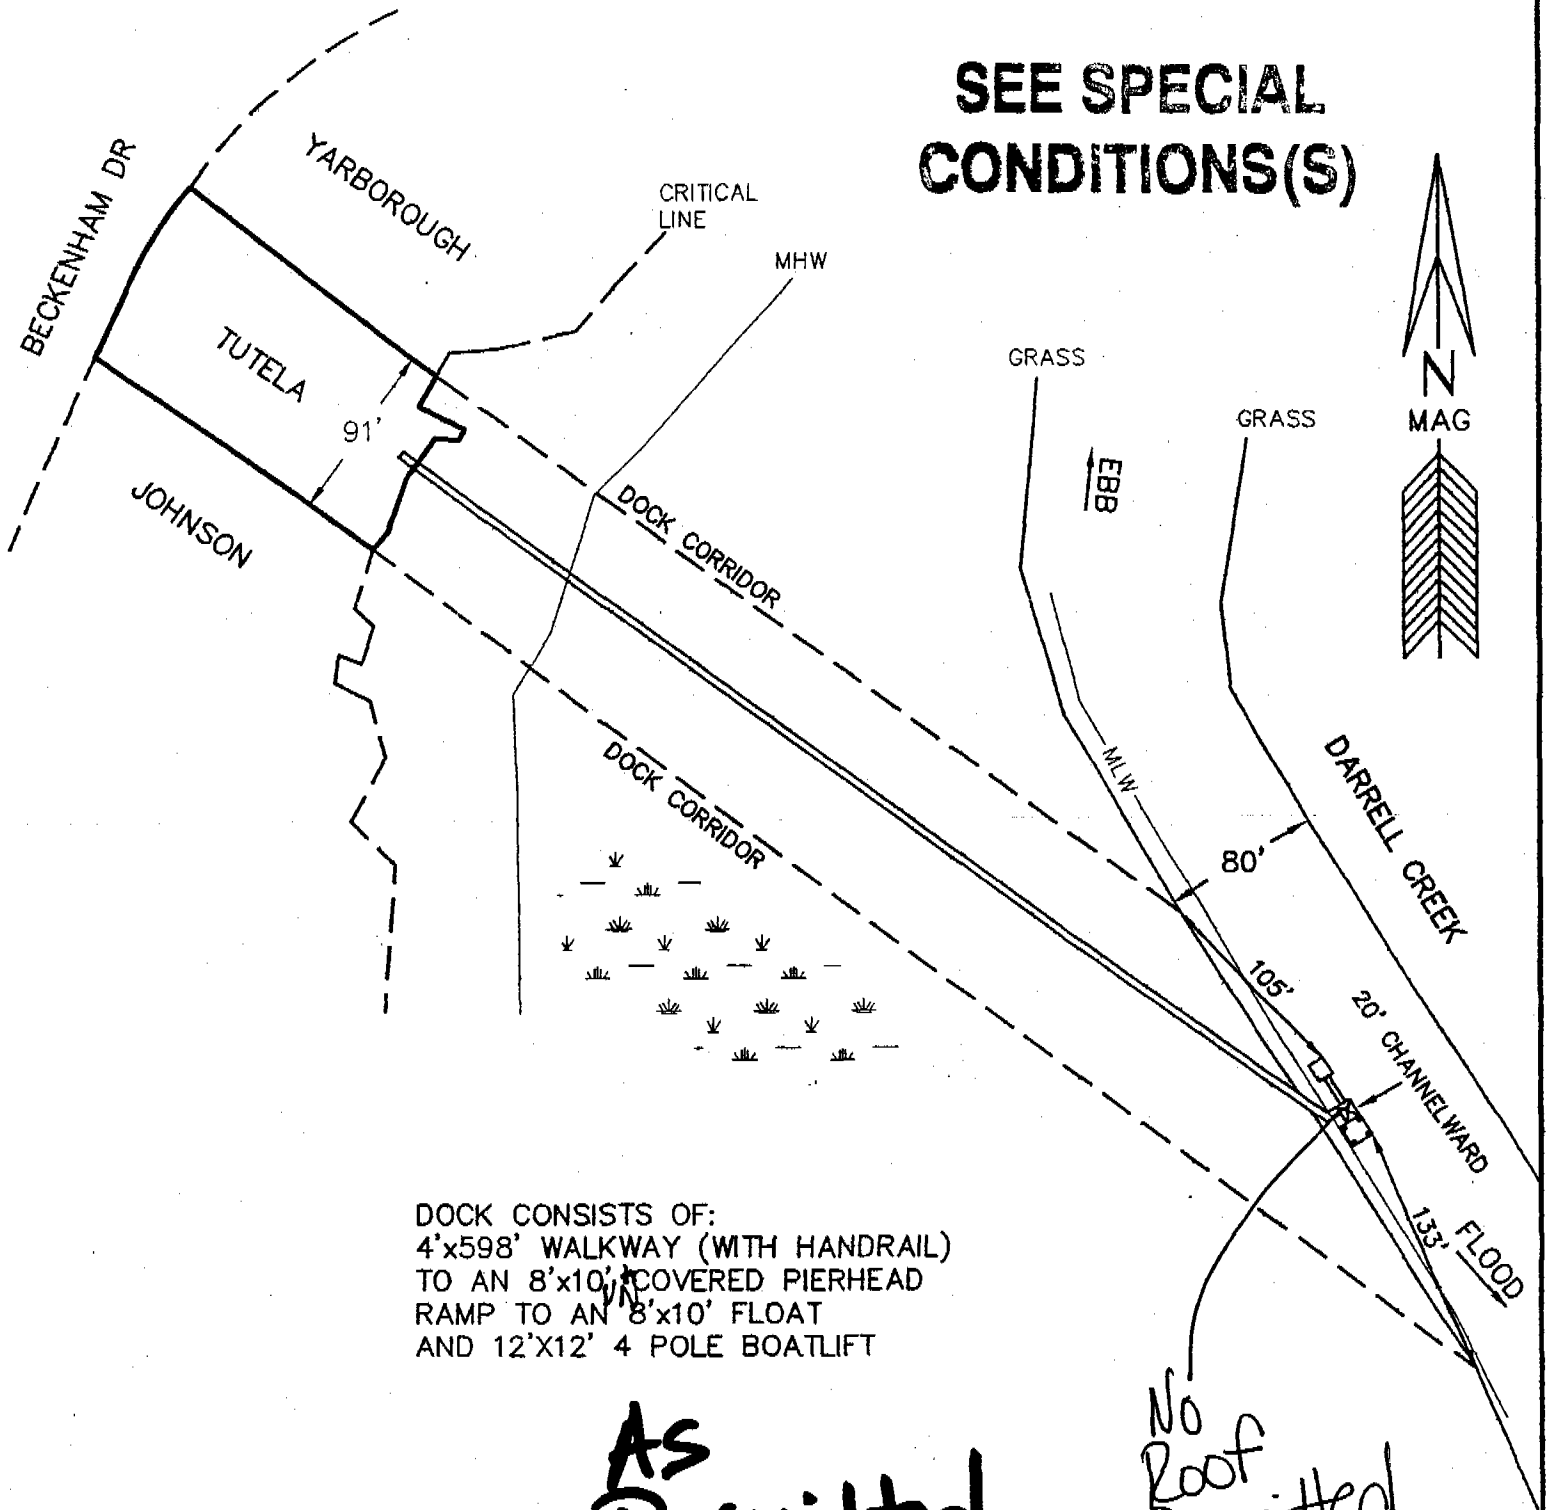 SEE SPECIAL
CONDITIONS(S)
BECKENHAM DR
YARBOROUGH
CRITICAL
LINE
MHW
TUTELA
91'
JOHNSON
GRASS
GRASS
N
MAG
EBB
DOCK CORRIDOR
DOCK CORRIDOR
MLW
DARRELL CREEK
80'
105'
20' CHANNELWARD
133'
FLOOD
DOCK CONSISTS OF:
4'x598' WALKWAY (WITH HANDRAIL)
TO AN 8'x10' UN COVERED PIERHEAD
RAMP TO AN 8'x10' FLOAT
AND 12'X12' 4 POLE BOATLIFT
As
Permitted
No
Roof
Permitted